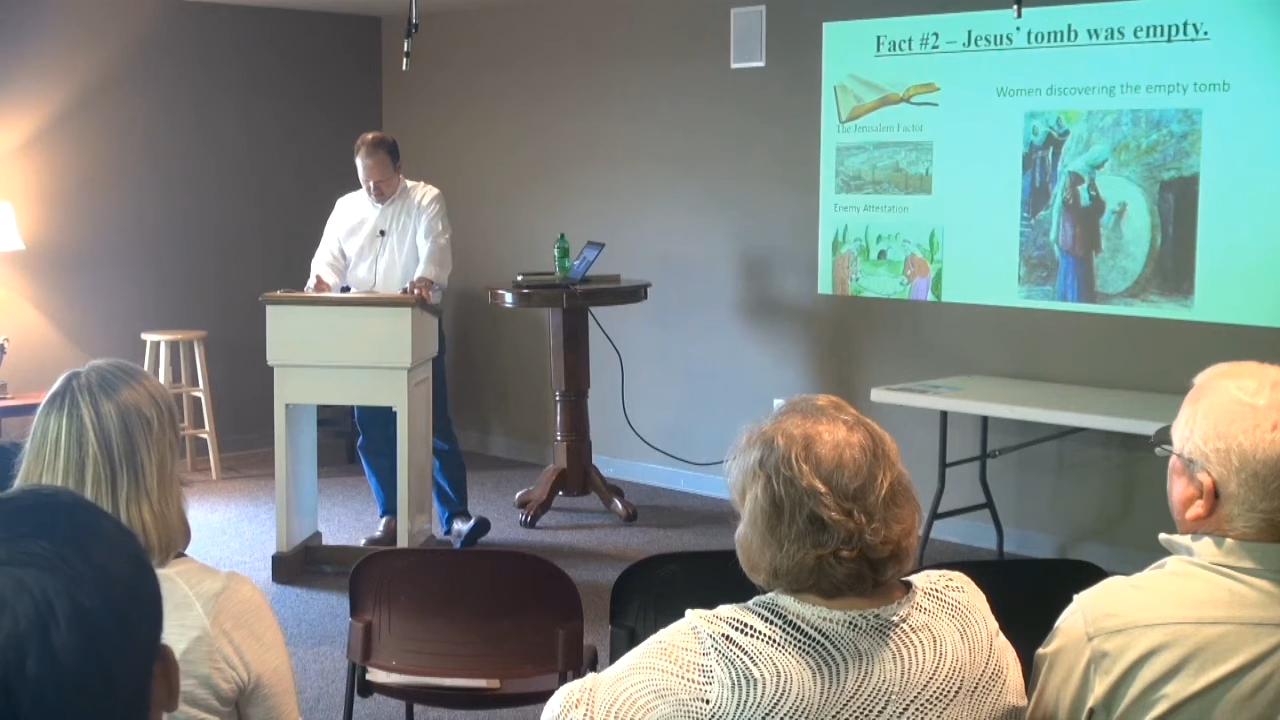 Fact #2 – Jesus’ tomb was empty.
Women discovering the empty tomb
The Jerusalem Factor
Enemy Attestation